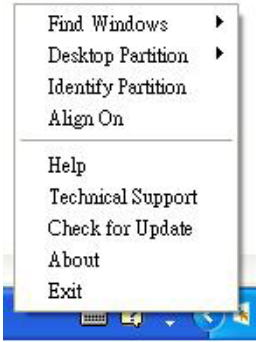 Find Windows
Desktop Partition
Identify Partition
Align On
Help
Technical Support
Check for Update
About
Exit